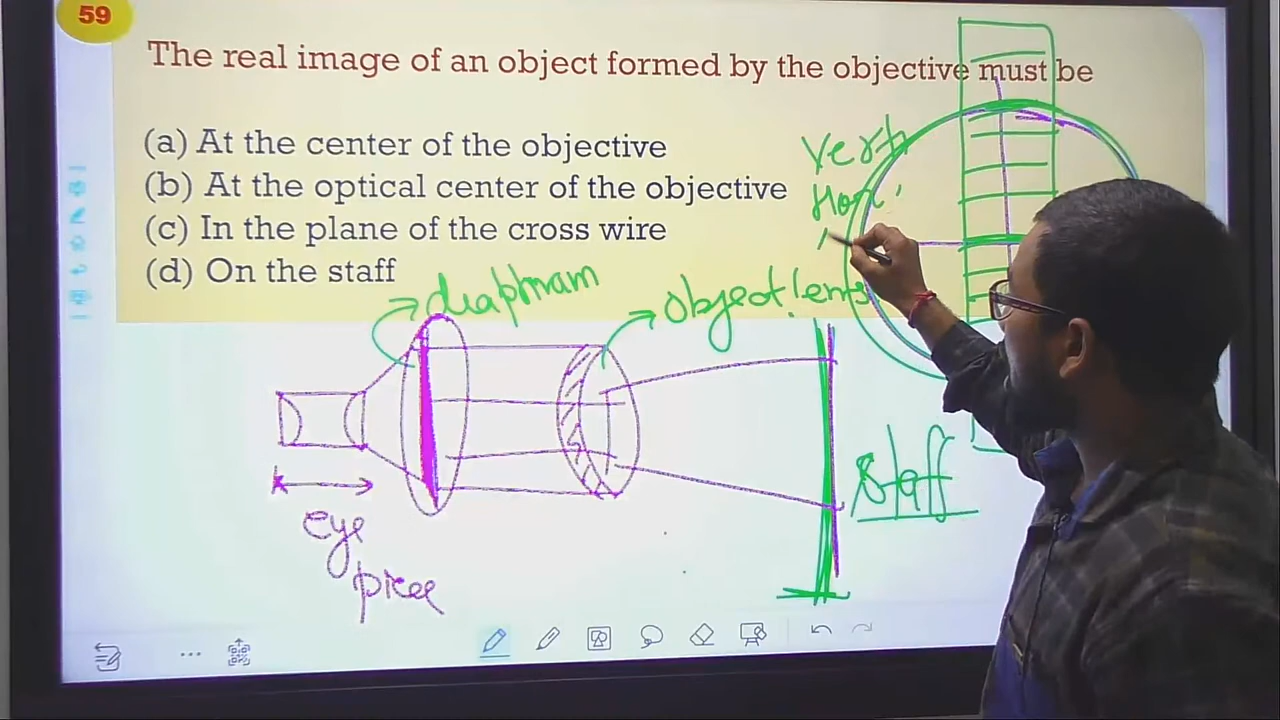 59
The real image of an object formed by the objective must be
(a) At the center of the objective
(b) At the optical center of the objective
(c) In the plane of the cross wire
(d) On the staff
Vert
Hori
diaphram
object lens
Staff
eye
piece